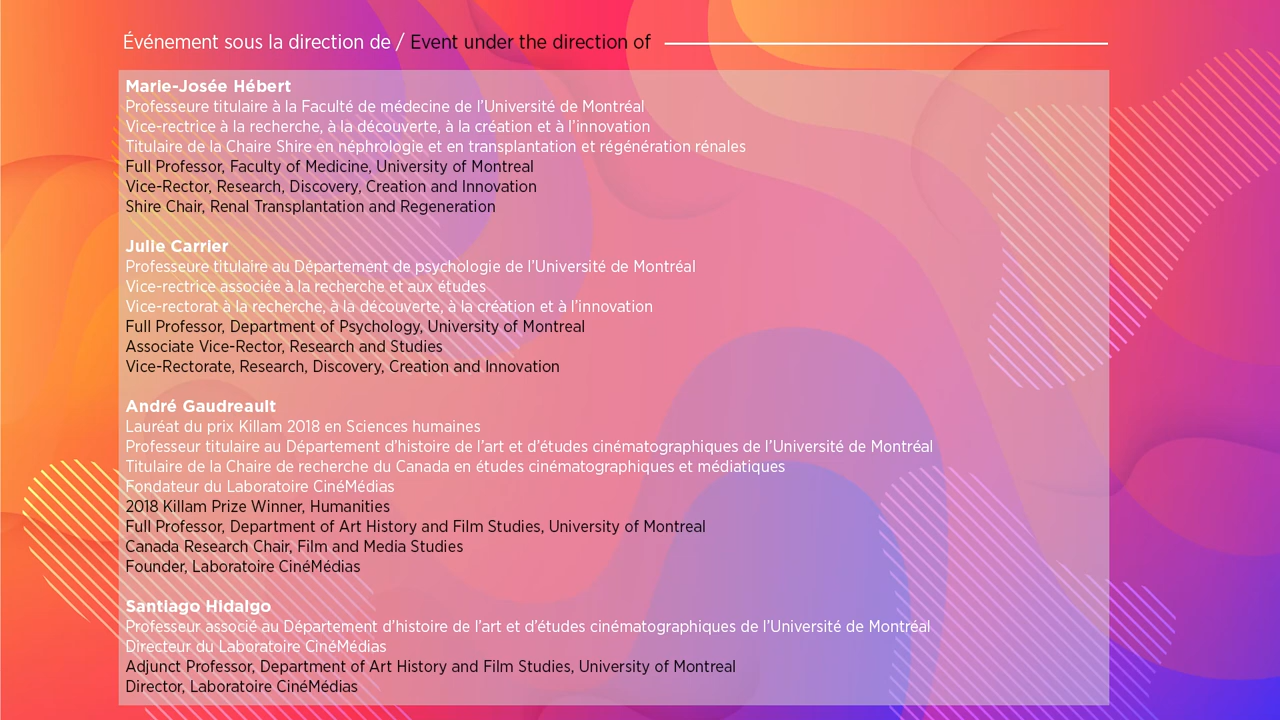 Événement sous la direction de / Event under the direction of
Marie-Josée Hébert
Professeure titulaire à la Faculté de médecine de l'Université de Montréal
Vice-rectrice à la recherche, à la découverte, à la création et à l'innovation
Titulaire de la Chaire Shire en néphrologie et en transplantation et régénération rénales
Full Professor, Faculty of Medicine, University of Montreal
Vice-Rector, Research, Discovery, Creation and Innovation
Shire Chair, Renal Transplantation and Regeneration
Julie Carrier
Professeure titulaire au Département de psychologie de l'Université de Montréal
Vice-rectrice associée à la recherche et aux études
Vice-rectorat à la recherche, à la découverte, à la création et à l'innovation
Full Professor, Department of Psychology, University of Montreal
Associate Vice-Rector, Research and Studies
Vice-Rectorate, Research, Discovery, Creation and Innovation
André Gaudreault
Lauréat du prix Killam 2018 en Sciences humaines
Professeur titulaire au Département d'histoire de l'art et d'études cinématographiques de l'Université de Montréal
Titulaire de la Chaire de recherche du Canada en études cinématographiques et médiatiques
Fondateur du Laboratoire CinéMédias
2018 Killam Prize Winner, Humanities
Full Professor, Department of Art History and Film Studies, University of Montreal
Canada Research Chair, Film and Media Studies
Founder, Laboratoire CinéMédias
Santiago Hidalgo
Professeur associé au Département d'histoire de l'art et d'études cinématographiques de l'Université de Montréal
Directeur du Laboratoire CinéMédias
Adjunct Professor, Department of Art History and Film Studies, University of Montreal
Director, Laboratoire CinéMédias